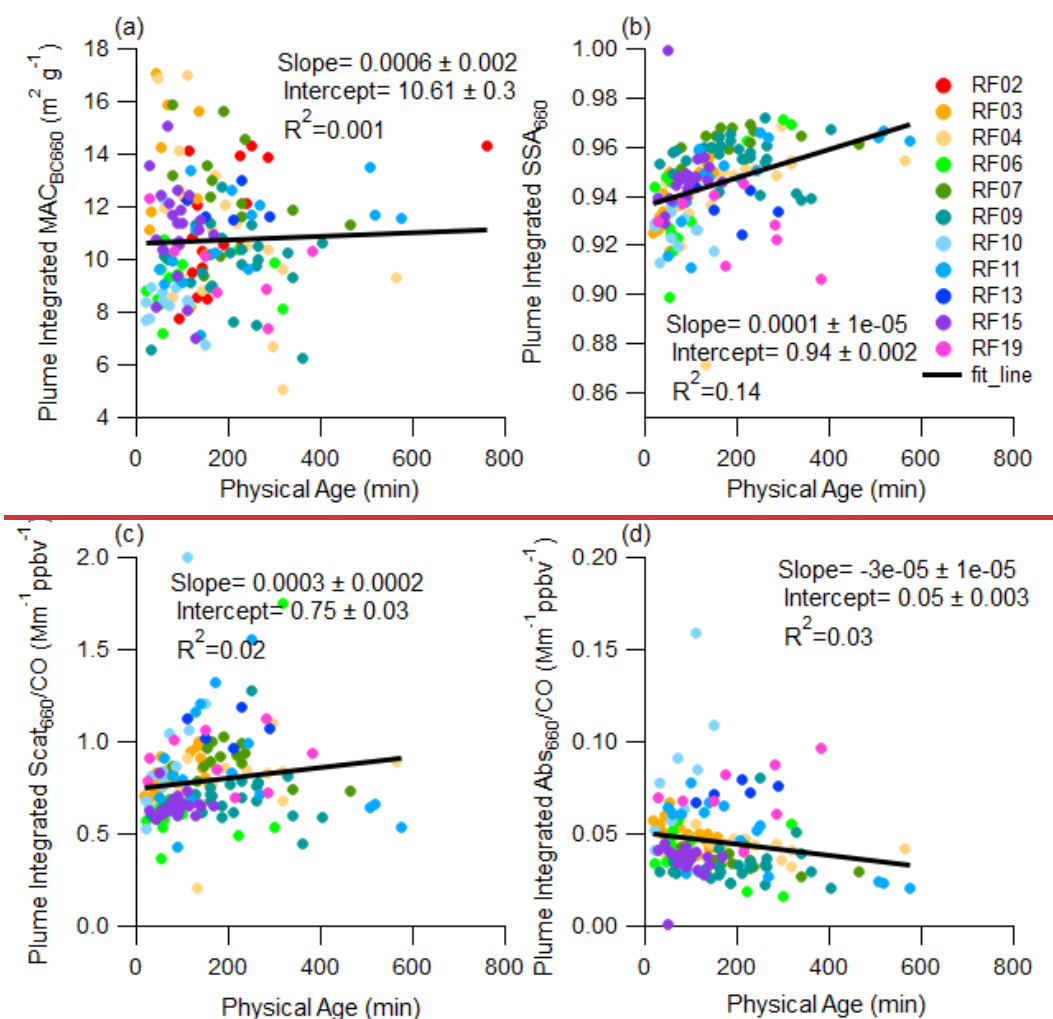 (a)
18
16
14
12
10
8
6
4
Plume Integrated MAC_BC660 (m² g⁻¹)
Slope= 0.0006 ± 0.002
Intercept= 10.61 ± 0.3
R²=0.001
0 200 400 600 800
Physical Age (min)
(b)
1.00
0.98
0.96
0.94
0.92
0.90
0.88
0.86
Plume Integrated SSA₆₆₀
RF02
RF03
RF04
RF06
RF07
RF09
RF10
RF11
RF13
RF15
RF19
fit_line
Slope= 0.0001 ± 1e-05
Intercept= 0.94 ± 0.002
R²=0.14
0 200 400 600 800
Physical Age (min)
(c)
2.0
1.5
1.0
0.5
0.0
Plume Integrated Scat₆₆₀/CO (Mm⁻¹ppbv⁻¹)
Slope= 0.0003 ± 0.0002
Intercept= 0.75 ± 0.03
R²=0.02
0 200 400 600 800
Physical Age (min)
(d)
0.20
0.15
0.10
0.05
0.00
Plume Integrated Abs₆₆₀/CO (Mm⁻¹ppbv⁻¹)
Slope= -3e-05 ± 1e-05
Intercept= 0.05 ± 0.003
R²=0.03
0 200 400 600 800
Physical Age (min)